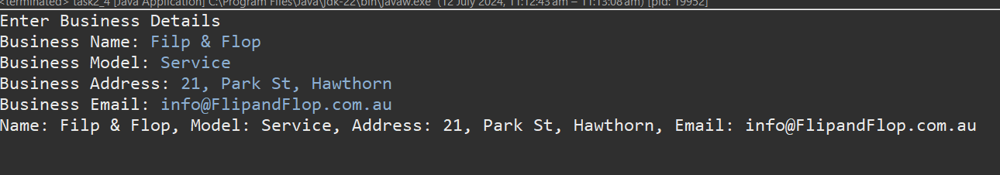 <terminated> task2_4 [Java Application] C:\Program Files\Java\jdk-22\bin\javaw.exe (12 July 2024, 11:12:43 am – 11:13:08 am) [pid: 19952]
Enter Business Details
Business Name: Filp & Flop
Business Model: Service
Business Address: 21, Park St, Hawthorn
Business Email: info@FlipandFlop.com.au
Name: Filp & Flop, Model: Service, Address: 21, Park St, Hawthorn, Email: info@FlipandFlop.com.au